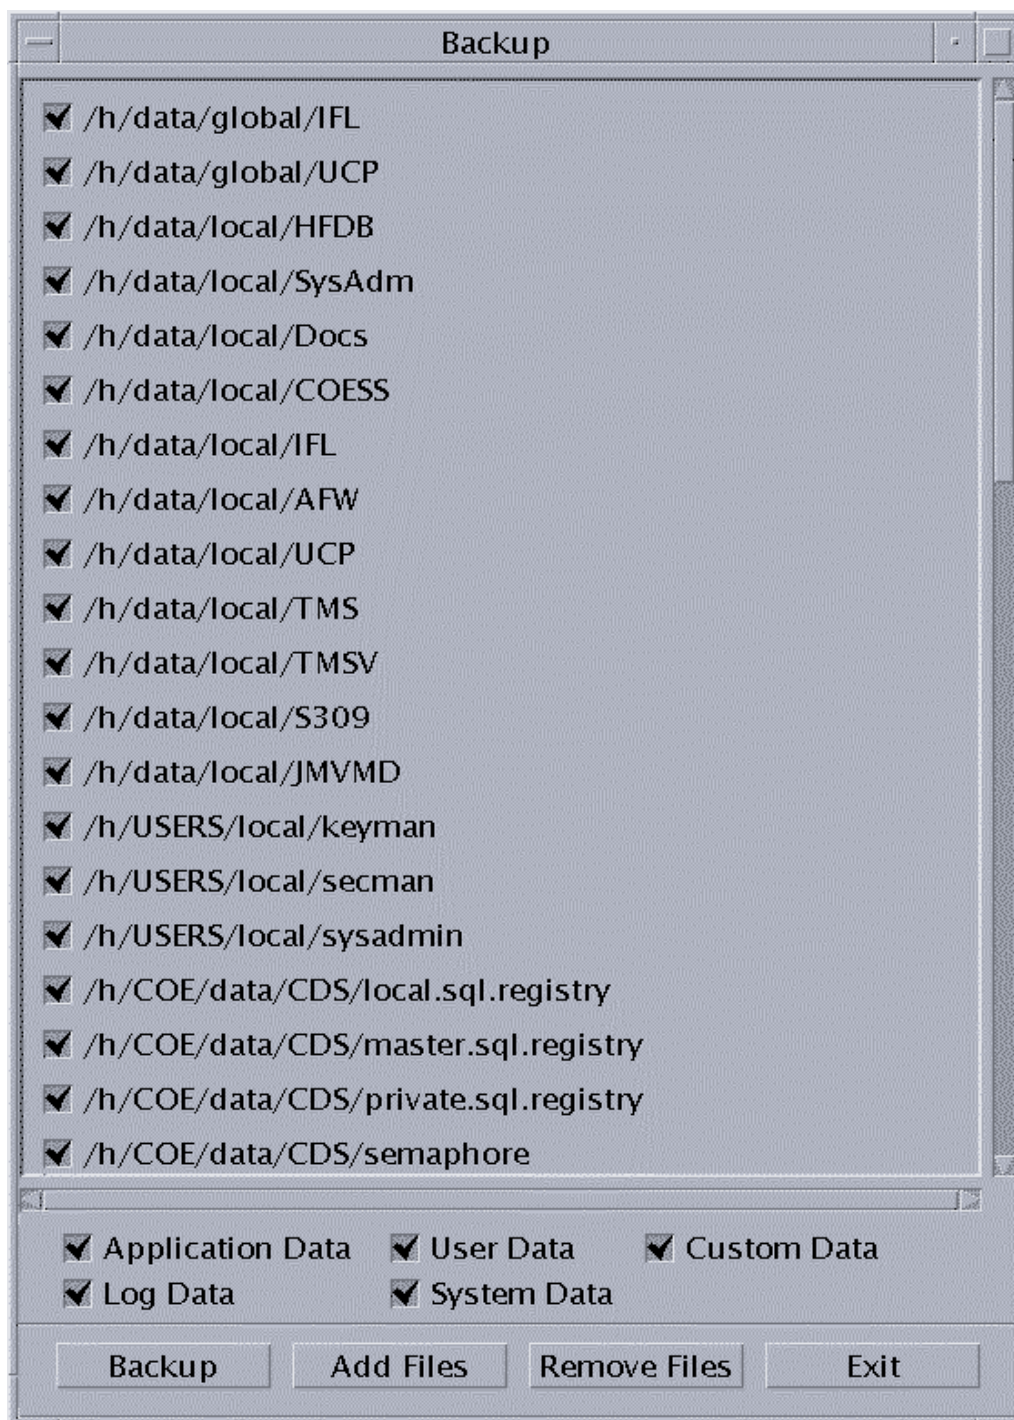 Backup
/h/data/global/IFL
/h/data/global/UCP
/h/data/local/HFDB
/h/data/local/SysAdm
/h/data/local/Docs
/h/data/local/COESS
/h/data/local/IFL
/h/data/local/AFW
/h/data/local/UCP
/h/data/local/TMS
/h/data/local/TMSV
/h/data/local/S309
/h/data/local/JMVMD
/h/USERS/local/keyman
/h/USERS/local/secman
/h/USERS/local/sysadmin
/h/COE/data/CDS/local.sql.registry
/h/COE/data/CDS/master.sql.registry
/h/COE/data/CDS/private.sql.registry
/h/COE/data/CDS/semaphore
Application Data User Data Custom Data
Log Data System Data
Backup Add Files Remove Files Exit